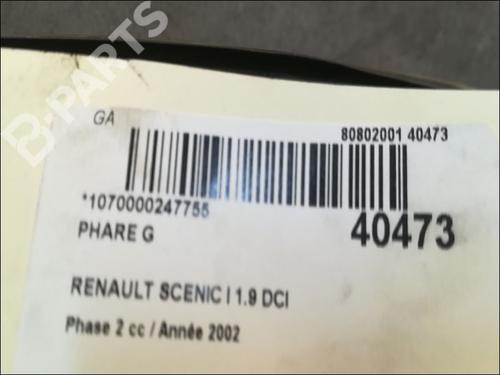 B-PARTS
GA
80802001 40473
*1070000247755
40473
PHARE G
RENAULT SCENIC I 1.9 DCI
Phase 2 cc / Année 2002